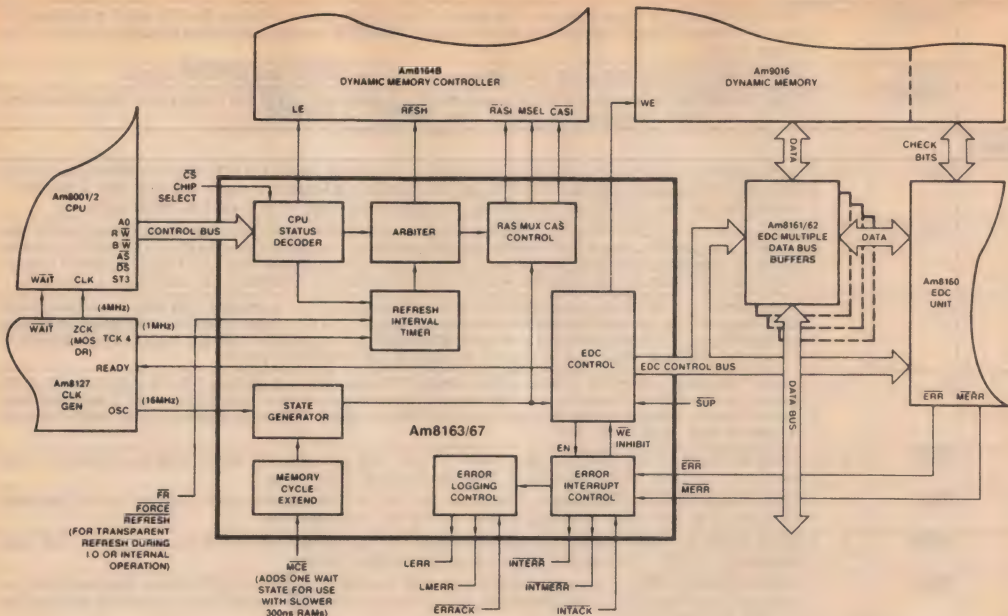 Am8164B
DYNAMIC MEMORY CONTROLLER
LE
RFSH
RASi MSEL CASi
Am9016
DYNAMIC MEMORY
WE
DATA
CHECK
BITS
Am8001/2
CPU
A0
R W
B W
AS
DS
ST3
WAIT CLK
CS
CHIP
SELECT
CONTROL BUS
CPU
STATUS
DECODER
ARBITER
RAS MUX CAS
CONTROL
Am8161/62
EDC MULTIPLE
DATA BUS
BUFFERS
DATA
Am8160
EDC
UNIT
ERR MERR
(4MHz)
WAIT
ZCK
(MOS
DR)
TCK 4
(1MHz)
READY
Am8127
CLK
GEN
OSC
(16MHz)
REFRESH
INTERVAL
TIMER
EDC
CONTROL
EDC CONTROL BUS
SUP
DATA BUS
STATE
GENERATOR
Am8163/67
EN
WE
INHIBIT
MEMORY
CYCLE
EXTEND
ERROR
LOGGING
CONTROL
ERROR
INTERRUPT
CONTROL
ERR
MERR
FR
FORCE
REFRESH
(FOR TRANSPARENT
REFRESH DURING
I.O OR INTERNAL
OPERATION)
MCE
(ADDS ONE WAIT
STATE FOR USE
WITH SLOWER
300ns RAMs)
LERR
LMERR
ERRACK
INTERR
INTMERR
INTACK